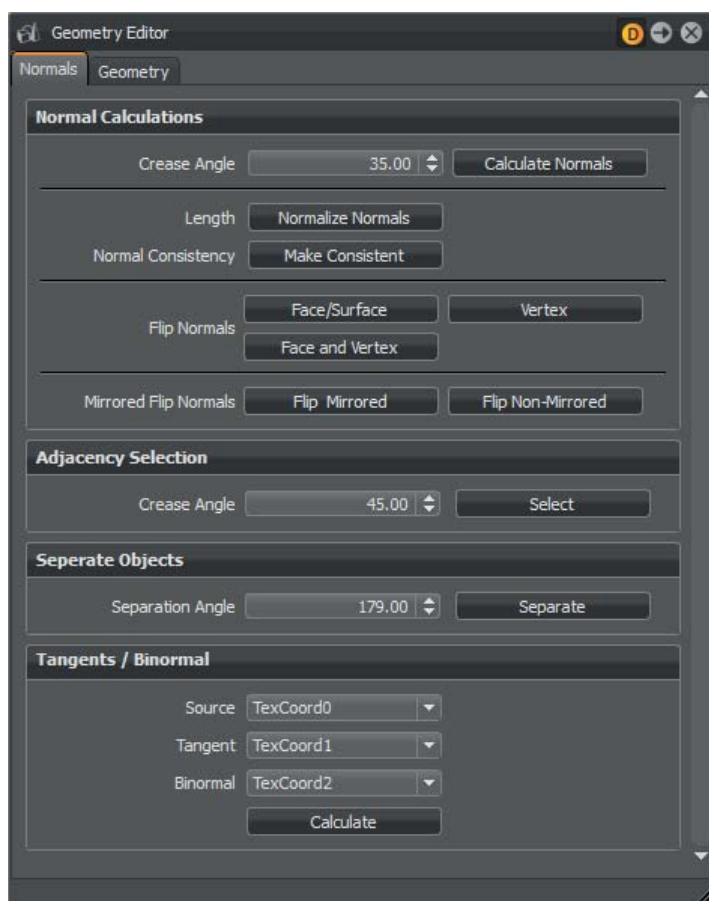 Geometry Editor
D
Normals Geometry
Normal Calculations
Crease Angle 35.00 Calculate Normals
Length Normalize Normals
Normal Consistency Make Consistent
Flip Normals Face/Surface Vertex
Face and Vertex
Mirrored Flip Normals Flip Mirrored Flip Non-Mirrored
Adjacency Selection
Crease Angle 45.00 Select
Seperate Objects
Separation Angle 179.00 Separate
Tangents / Binormal
Source TexCoord0
Tangent TexCoord1
Binormal TexCoord2
Calculate